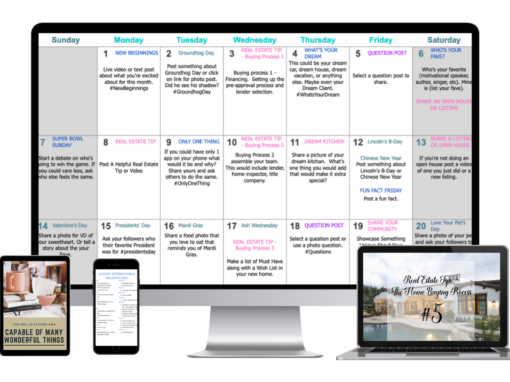 Sunday Monday Tuesday Wednesday Thursday Friday Saturday
1 NEW BEGINNINGS
Live video or text post
about what you're excited
about for this month.
#NewBeginnings
2 Groundhog Day
Post something about
Groundhog Day or click
on link for photo post.
Did he see his shadow?
#GroundhogDay
3 REAL ESTATE TIP
- Buying Process 1
Buying process 1 -
Financing. Setting up the
pre-approval process and
lender selection.
4 WHAT'S YOUR
DREAM
This could be your dream
car, dream house, dream
vacation, or anything
else. Maybe even your
Dream Client.
#WhatsYourDream
5 QUESTION POST
Select a question post to
share.
6 WHO'S YOUR
FAVE?
Who's your favorite
(motivational speaker,
author, singer, etc). Mine
is (list your fave).
SHARE AN OPEN HOUSE
OR LISTING
7 SUPER BOWL
SUNDAY
Start a debate on who's
going to win the game. If
you could care less, ask
who else feels the same.
8 REAL ESTATE TIP
Post A Helpful Real Estate
Tip or Video
9 ONLY ONE THING
If you could have only 1
app on your phone what
would it be and why?
Share yours and ask
others to do the same.
#OnlyOneThing
10 REAL ESTATE TIP
- Buying Process 2
Buying Process 2
assemble your team.
This would include lender,
home inspector, title
company.
11 DREAM KITCHEN
Share a picture of your
dream kitchen. What's
one thing you would add
that would make it extra
special?
12 Lincoln's B-Day
Chinese New Year
Post something about
Lincoln's B-Day or
Chinese New Year
FUN FACT FRIDAY
Post a fun fact.
13 SHARE A LISTING
OR OPEN HOUSE
If you're not doing an
open house post a video
of one you just did or a
new listing.
14 Valentine's Day
Share a photo for VD of
your sweetheart. Or tell a
story about the your
15 Presidents' Day
Ask your followers who
their favorite President
was for #presidentsday
16 Mardi Gras
Share a food photo that
you love to eat that
reminds you of Mardi
Gras.
17 Ash Wednesday
REAL ESTATE TIP -
Buying Process 3
Make a list of Must Have
along with a Wish List in
your new home.
18 QUESTION POST
Select a question post or
use a photo question.
#Questions
19 SHARE YOUR
COMMUNITY
Showcase Something
20 Love Your Pet's
Day
Share a photo of your pet
and ask your followers to
CAPABLE OF MANY
WONDERFUL THINGS
Real Estate Tips
The Home Buying Process
#5